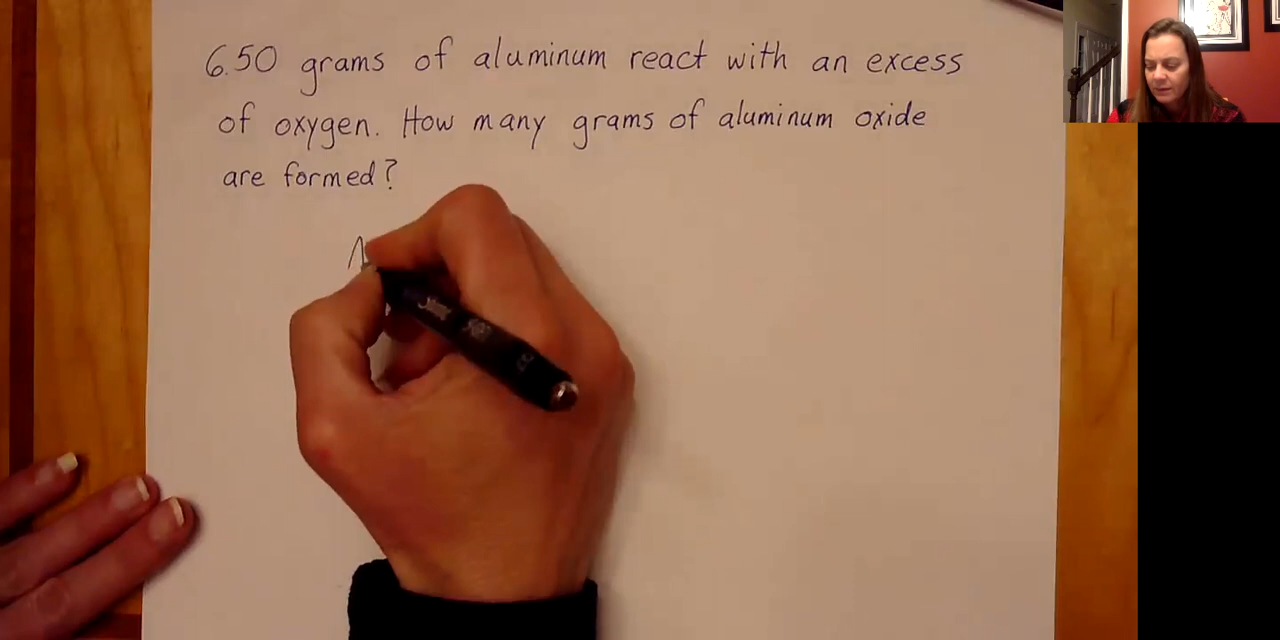 6.50 grams of aluminum react with an excess
of oxygen. How many grams of aluminum oxide
are formed?